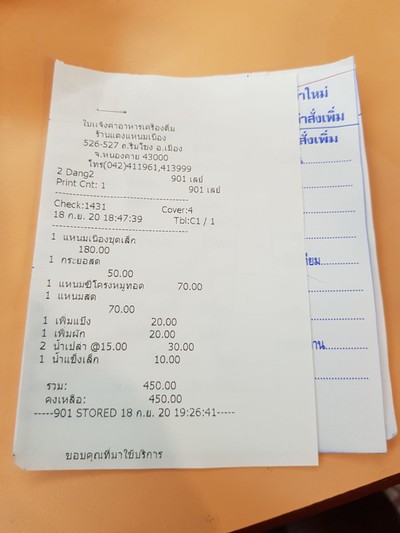 ใบแจ้งค่าอาหารเครื่องดื่ม
ร้านแดงแหนมเนือง
526-527 ถ.ริมโขง อ.เมือง
จ.หนองคาย 43000
โทร(042)411961,413999
2 Dang2 901 เลย์
Print Cnt: 1 901 เลย์
Check:1431 Cover:4
18 ก.ย. 20 18:47:39 Tbl:C1 / 1
1 แหนมเนืองชุดเล็ก
180.00
1 กระยอสด
50.00
1 แหนมซี่โครงหมูทอด 70.00
1 แหนมสด
70.00
1 เพิ่มแป้ง 20.00
1 เพิ่มผัก 20.00
2 น้ำเปล่า @15.00 30.00
1 น้ำแข็งเล็ก 10.00
รวม: 450.00
คงเหลือ: 450.00
-----901 STORED 18 ก.ย. 20 19:26:41-----
ขอบคุณที่มาใช้บริการ
สั่งเพิ่ม
สั่งเพิ่ม